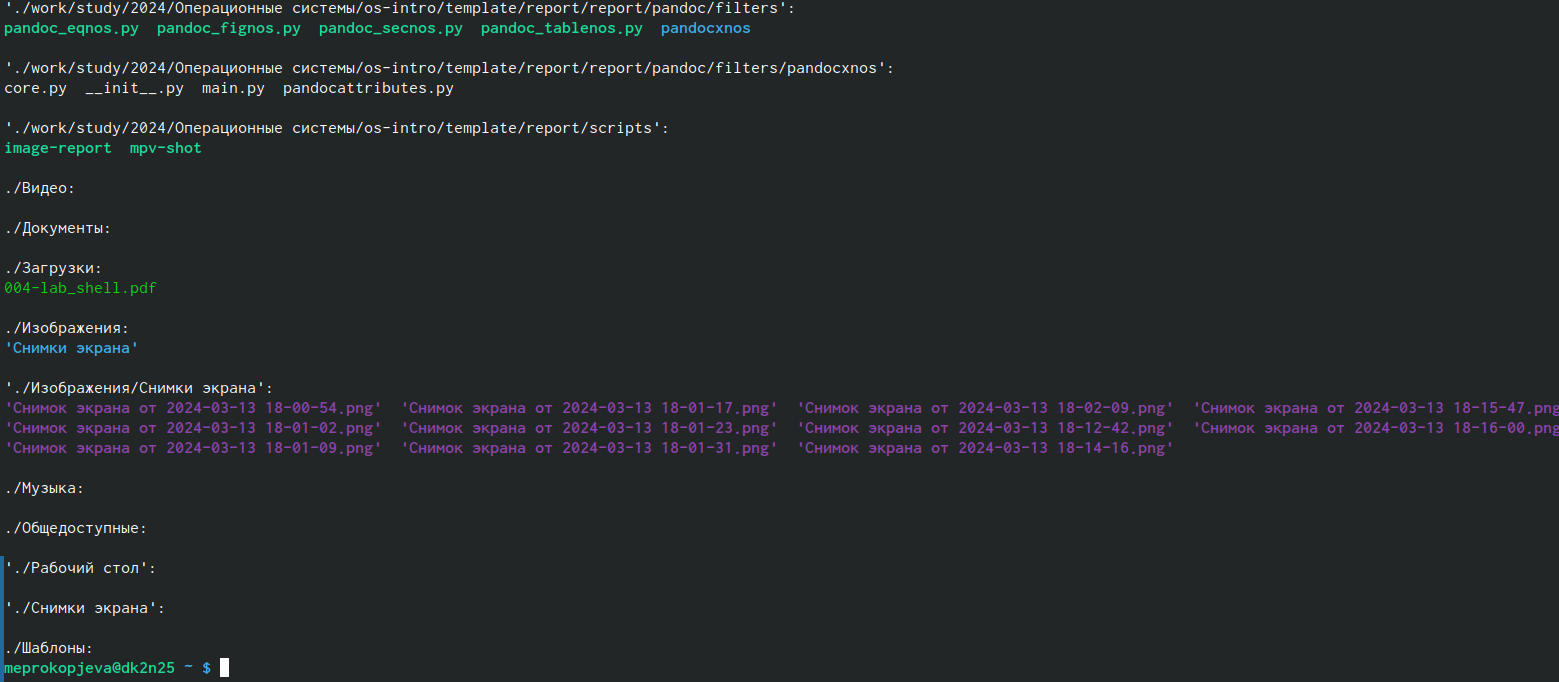 './work/study/2024/Операционные системы/os-intro/template/report/report/pandoc/filters':
pandoc_eqnos.py  pandoc_fignos.py  pandoc_secnos.py  pandoc_tablenos.py  pandocxnos
'./work/study/2024/Операционные системы/os-intro/template/report/report/pandoc/filters/pandocxnos':
core.py  __init__.py  main.py  pandocattributes.py
'./work/study/2024/Операционные системы/os-intro/template/report/scripts':
image-report  mpv-shot
./Видео:
./Документы:
./Загрузки:
004-lab_shell.pdf
./Изображения:
'Снимки экрана'
'./Изображения/Снимки экрана':
'Снимок экрана от 2024-03-13 18-00-54.png'  'Снимок экрана от 2024-03-13 18-01-17.png'  'Снимок экрана от 2024-03-13 18-02-09.png'  'Снимок экрана от 2024-03-13 18-15-47.png
'Снимок экрана от 2024-03-13 18-01-02.png'  'Снимок экрана от 2024-03-13 18-01-23.png'  'Снимок экрана от 2024-03-13 18-12-42.png'  'Снимок экрана от 2024-03-13 18-16-00.png
'Снимок экрана от 2024-03-13 18-01-09.png'  'Снимок экрана от 2024-03-13 18-01-31.png'  'Снимок экрана от 2024-03-13 18-14-16.png'
./Музыка:
./Общедоступные:
'./Рабочий стол':
'./Снимки экрана':
./Шаблоны:
meprokopjeva@dk2n25 ~ $